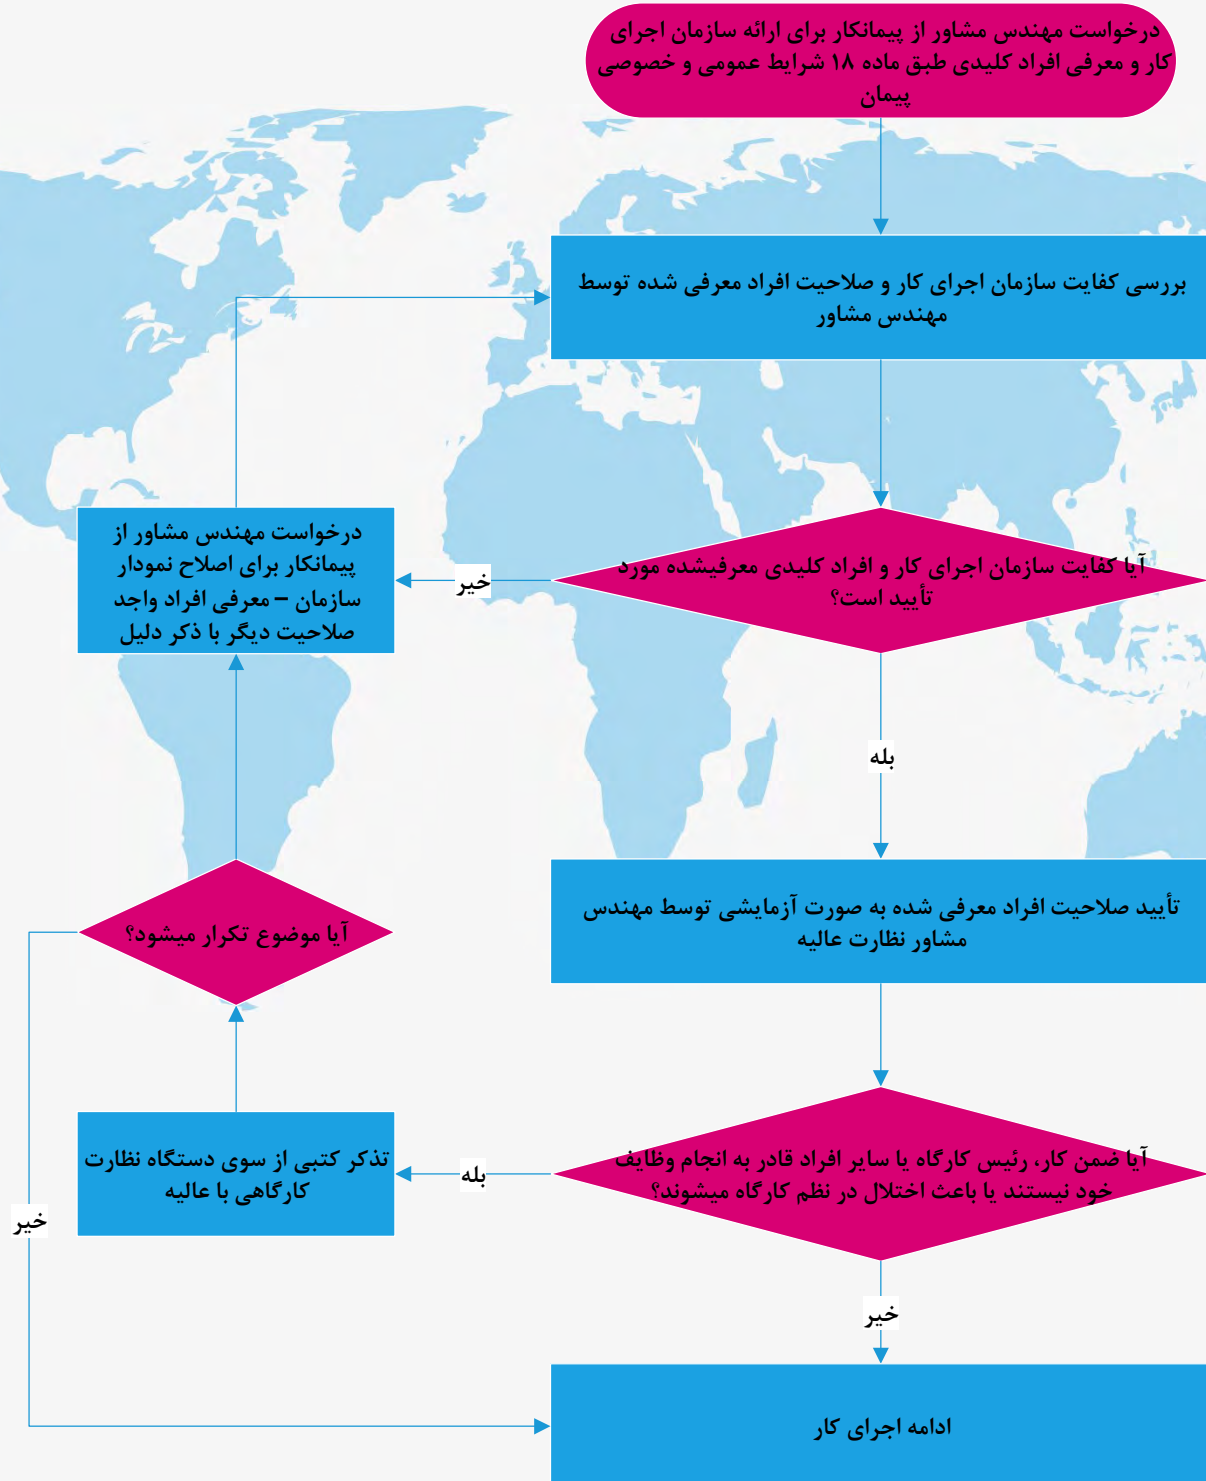 درخواست مهندس مشاور از پیمانکار برای ارائه سازمان اجرای
کار و معرفی افراد کلیدی طبق ماده ۱۸ شرایط عمومی و خصوصی
پیمان
بررسی کفایت سازمان اجرای کار و صلاحیت افراد معرفی شده توسط
مهندس مشاور
آیا کفایت سازمان اجرای کار و افراد کلیدی معرفیشده مورد
تأیید است؟
خیر
درخواست مهندس مشاور از
پیمانکار برای اصلاح نمودار
سازمان – معرفی افراد واجد
صلاحیت دیگر با ذکر دلیل
بله
تأیید صلاحیت افراد معرفی شده به صورت آزمایشی توسط مهندس
مشاور نظارت عالیه
آیا موضوع تکرار میشود؟
آیا ضمن کار، رئیس کارگاه یا سایر افراد قادر به انجام وظایف
خود نیستند یا باعث اختلال در نظم کارگاه میشوند؟
بله
تذکر کتبی از سوی دستگاه نظارت
کارگاهی با عالیه
خیر
خیر
ادامه اجرای کار